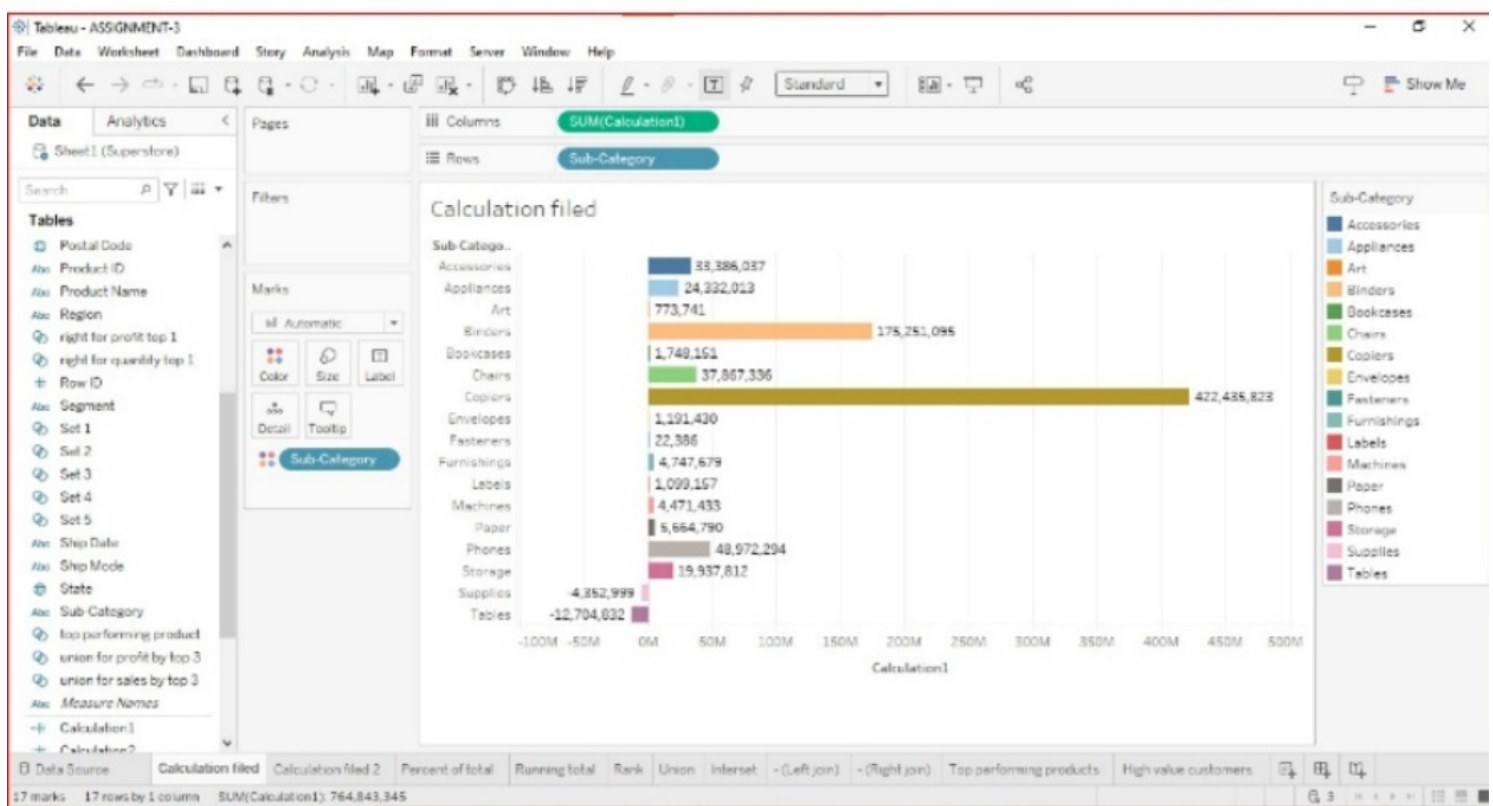 Tableau - ASSIGNMENT-3
File Data Worksheet Dashboard Story Analysis Map Format Server Window Help
Standard
Show Me
Data Analytics
Sheet1 (Superstore)
Search
Tables
Postal Code
Abc Product ID
Abc Product Name
Abc Region
right for profit top 1
right for quantity top 1
Row ID
Abc Segment
Set 1
Set 2
Set 3
Set 4
Set 5
Abc Ship Date
Abc Ship Mode
State
Abc Sub-Category
top performing product
union for profit by top 3
union for sales by top 3
Abc Measure Names
Calculation1
Calculation2
Pages
Filters
Marks
Automatic
Color Size Label
Detail Tooltip
Sub-Category
Columns SUM(Calculation1)
Rows Sub-Category
Calculation filed
Sub-Catego..
Accessories 33,386,037
Appliances 24,332,013
Art 773,741
Binders 175,251,095
Bookcases 1,748,151
Chairs 37,867,336
Copiers 422,435,823
Envelopes 1,191,430
Fasteners 22,386
Furnishings 4,747,679
Labels 1,099,157
Machines 4,471,433
Paper 5,664,790
Phones 48,972,294
Storage 19,937,812
Supplies -4,352,999
Tables -12,704,832
-100M -50M 0M 50M 100M 150M 200M 250M 300M 350M 400M 450M 500M
Calculation1
Sub-Category
Accessories
Appliances
Art
Binders
Bookcases
Chairs
Copiers
Envelopes
Fasteners
Furnishings
Labels
Machines
Paper
Phones
Storage
Supplies
Tables
Data Source Calculation filed Calculation filed 2 Percent of total Running total Rank Union Interset - (Left join) - (Right join) Top performing products High value customers
17 marks 17 rows by 1 column SUM(Calculation1): 764,843,345
3